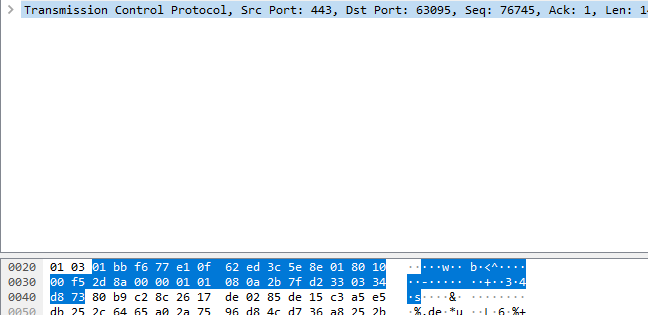 Transmission Control Protocol, Src Port: 443, Dst Port: 63095, Seq: 76745, Ack: 1, Len: 14
0020 01 03 01 bb f6 77 e1 0f 62 ed 3c 5e 8e 01 80 10 ·····w·· b·<^····
0030 00 f5 2d 8a 00 00 01 01 08 0a 2b 7f d2 33 03 34 ··-····· ··+··3·4
0040 d8 73 80 b9 c2 8c 26 17 de 02 85 de 15 c3 a5 e5 ·s····&· ········
0050 db 25 2c 64 65 a0 2a 75 96 d8 4c d7 36 a8 25 2b ·%,de·*u ··L·6·%+